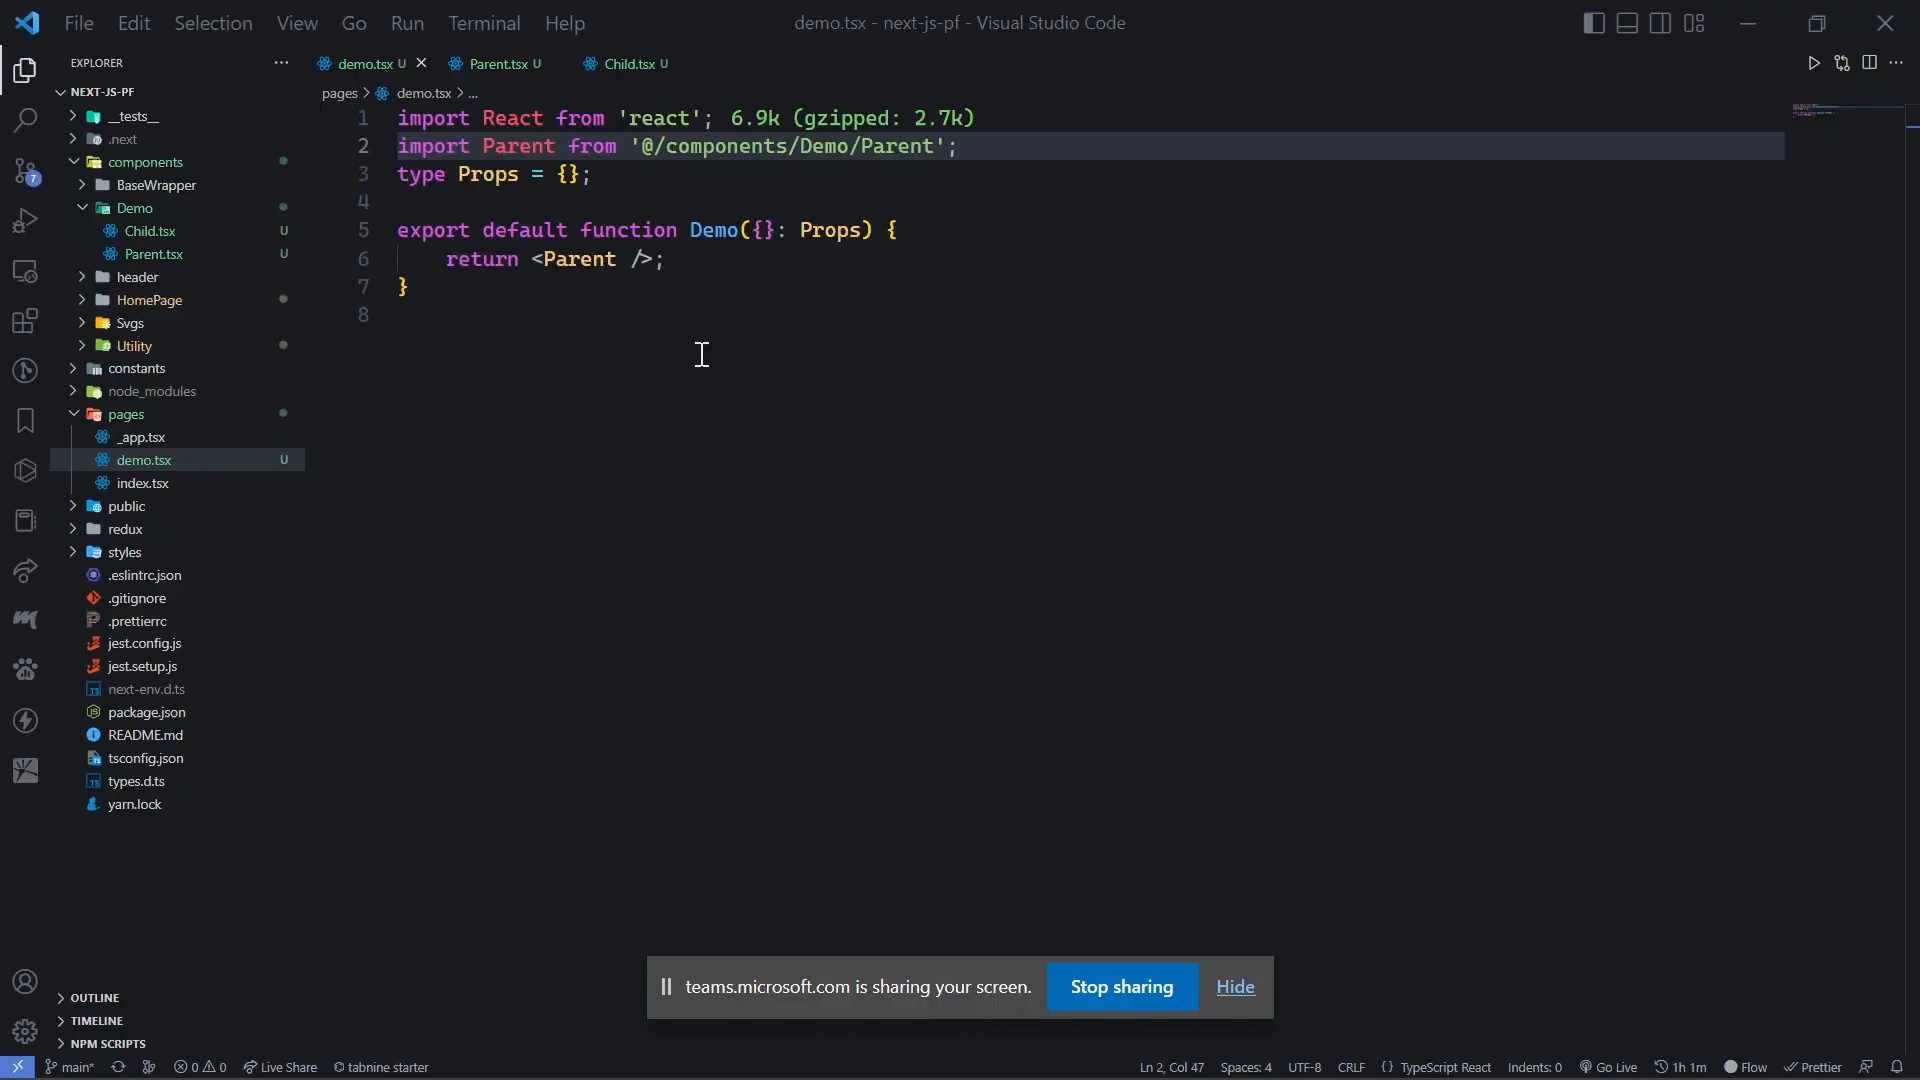 File Edit Selection View Go Run Terminal Help
demo.tsx - next-js-pf - Visual Studio Code
EXPLORER
demo.tsx U
Parent.tsx U
Child.tsx U
NEXT-JS-PF
pages > demo.tsx > ...
__tests__
.next
components
BaseWrapper
Demo
Child.tsx U
Parent.tsx U
header
HomePage
Svgs
Utility
constants
node_modules
pages
_app.tsx
demo.tsx U
index.tsx
public
redux
styles
.eslintrc.json
.gitignore
.prettierrc
jest.config.js
jest.setup.js
next-env.d.ts
package.json
README.md
tsconfig.json
types.d.ts
yarn.lock
OUTLINE
TIMELINE
NPM SCRIPTS
7
1 import React from 'react'; 6.9k (gzipped: 2.7k)
2 import Parent from '@/components/Demo/Parent';
3 type Props = {};
4
5 export default function Demo({}: Props) {
6 return <Parent />;
7 }
8
teams.microsoft.com is sharing your screen. Stop sharing Hide
main* 0 0 Live Share tabnine starter
Ln 2, Col 47 Spaces: 4 UTF-8 CRLF {} TypeScript React Indents: 0 Go Live 1h 1m Flow Prettier